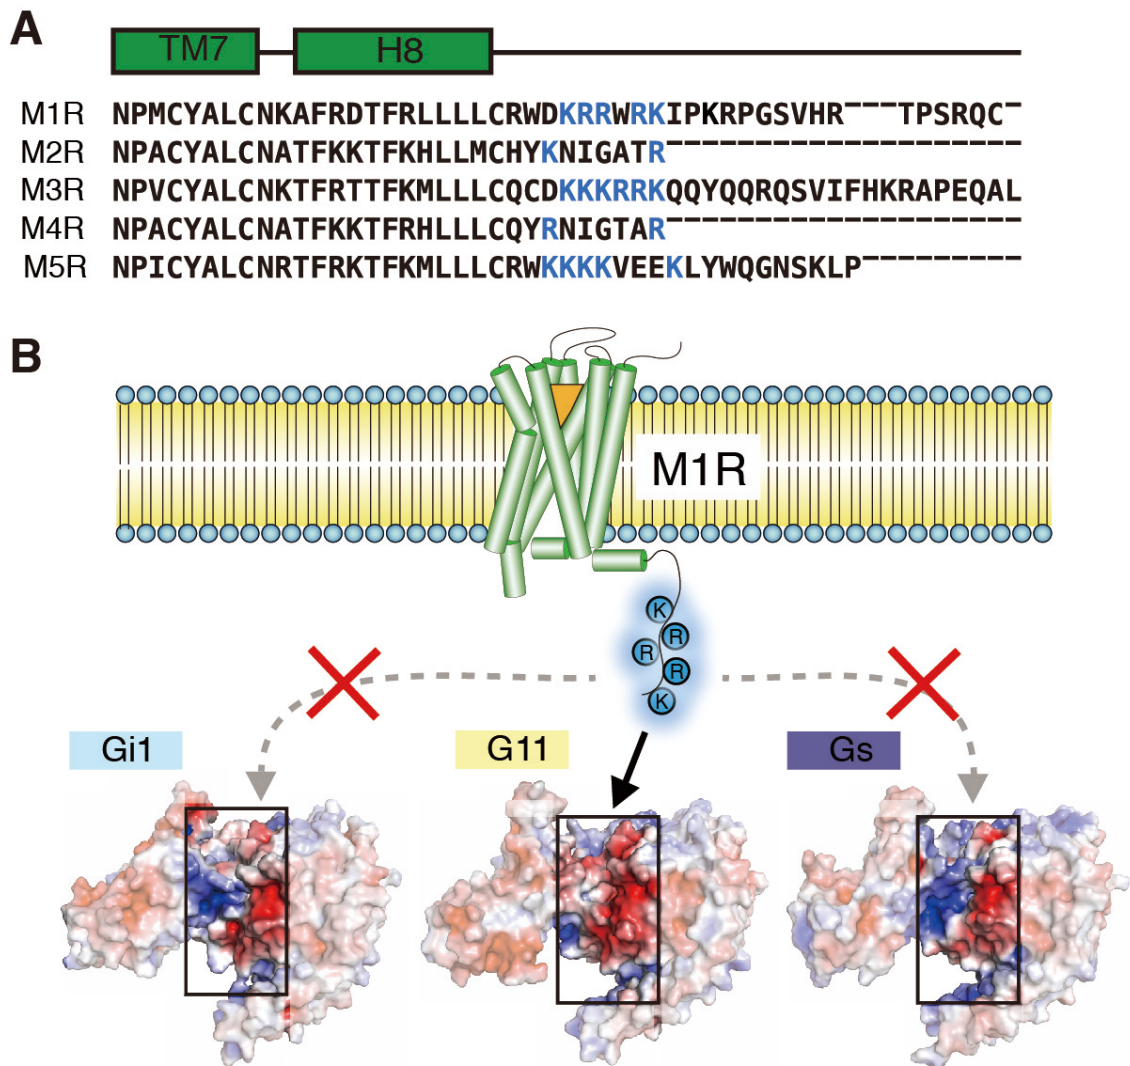 A
TM7 H8
M1R NPMCYALCNKAFRDTFRLLLLCRWDKRRWRKIPKRPGSVHR---TPSRQC-
M2R NPACYALCNATFKKTFKHLLMCHYKNIGATR--------------------
M3R NPVCYALCNKTFRTTFKMLLLCQCDKKKRRKQQYQQRQSVIFHKRAPEQAL
M4R NPACYALCNATFKKTFRHLLLCQYRNIGTAR--------------------
M5R NPICYALCNRTFRKTFKMLLLCRWKKKKVEEKLYWQGNSKLP---------
B
M1R
K
R
R
R
K
Gi1 G11 Gs